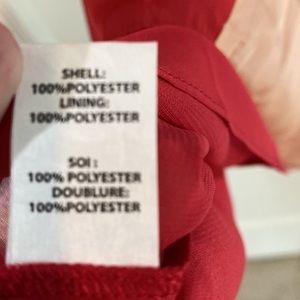 SHELL:
100%POLYESTER
LINING:
100%POLYESTER
SOI :
100% POLYESTER
DOUBLURE:
100%POLYESTER